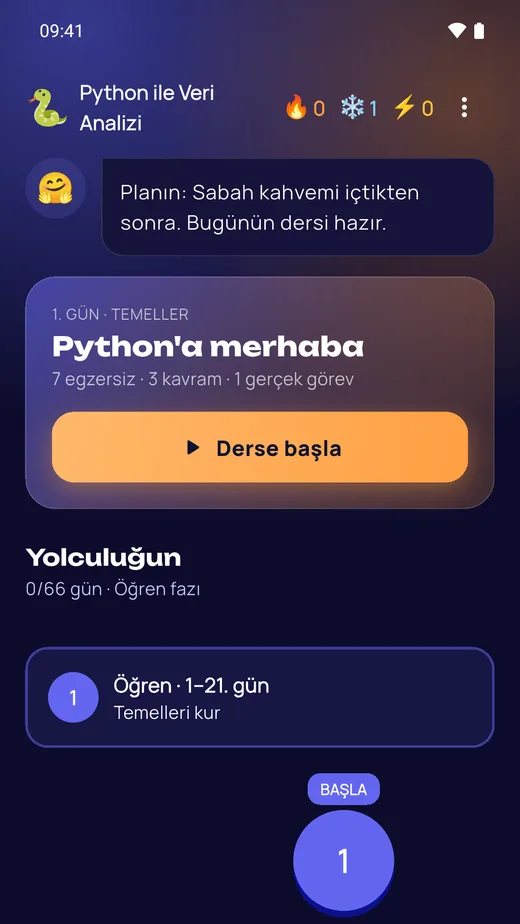 09:41
Python ile Veri
Analizi
0 1 0
Planın: Sabah kahvemi içtikten
sonra. Bugünün dersi hazır.
1. GÜN · TEMELLER
Python'a merhaba
7 egzersiz · 3 kavram · 1 gerçek görev
Derse başla
Yolculuğun
0/66 gün · Öğren fazı
1
Öğren · 1–21. gün
Temelleri kur
BAŞLA
1